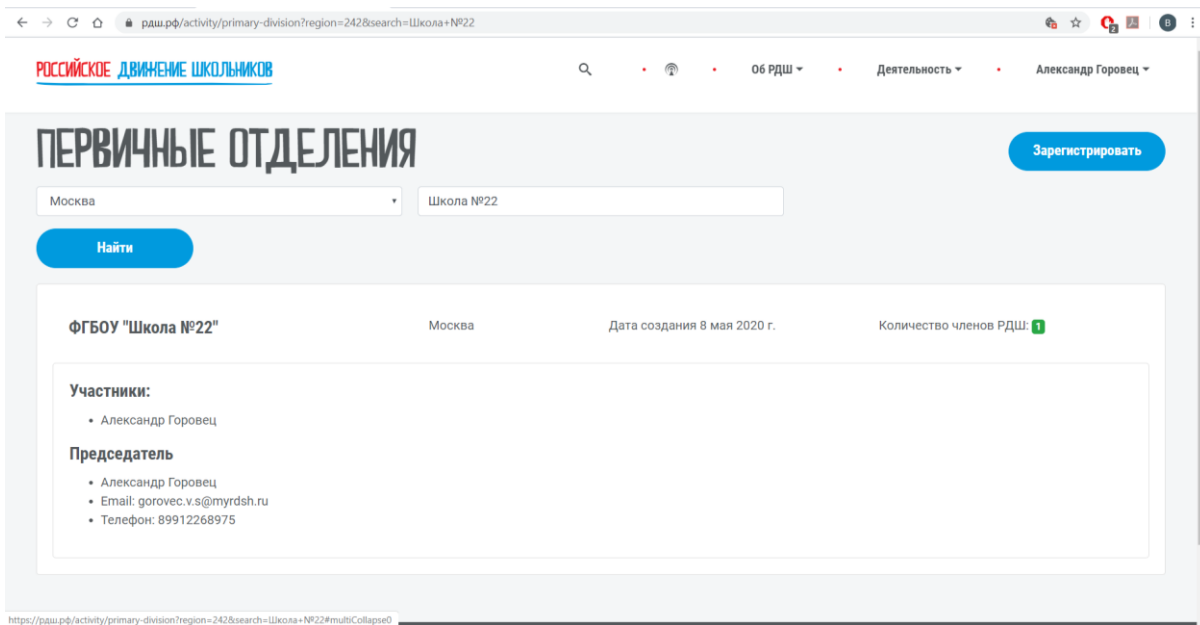 рдш.рф/activity/primary-division?region=242&search=Школа+№22
2
B
РОССИЙСКОЕ ДВИЖЕНИЕ ШКОЛЬНИКОВ
Об РДШ
Деятельность
Александр Горовец
ПЕРВИЧНЫЕ ОТДЕЛЕНИЯ
Зарегистрировать
Москва
Школа №22
Найти
ФГБОУ "Школа №22"
Москва
Дата создания 8 мая 2020 г.
Количество членов РДШ: 1
Участники:
• Александр Горовец
Председатель
• Александр Горовец
• Email: gorovec.v.s@myrdsh.ru
• Телефон: 89912268975
https://рдш.рф/activity/primary-division?region=242&search=Школа+№22#multiCollapse0